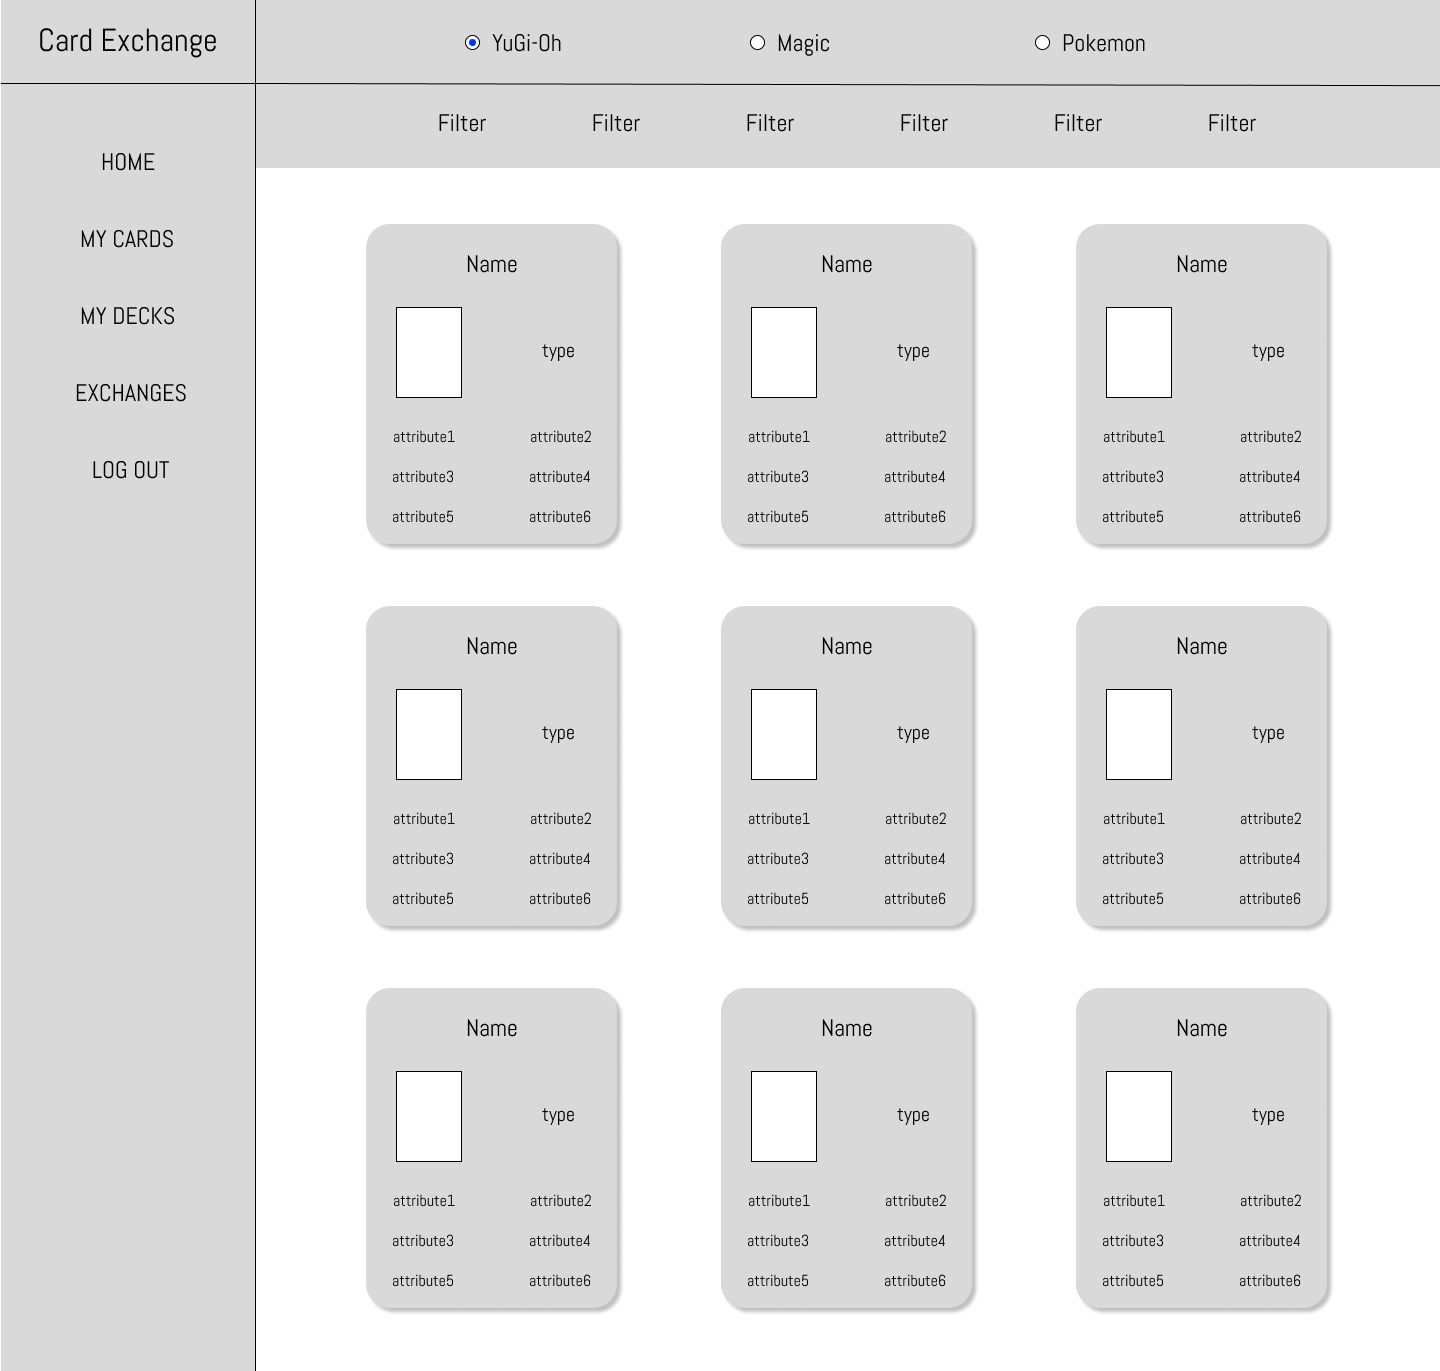 Card Exchange
YuGi-Oh Magic Pokemon
Filter Filter Filter Filter Filter Filter
HOME
MY CARDS
MY DECKS
EXCHANGES
LOG OUT
Name Name Name
type type type
attribute1 attribute2 attribute1 attribute2 attribute1 attribute2
attribute3 attribute4 attribute3 attribute4 attribute3 attribute4
attribute5 attribute6 attribute5 attribute6 attribute5 attribute6
Name Name Name
type type type
attribute1 attribute2 attribute1 attribute2 attribute1 attribute2
attribute3 attribute4 attribute3 attribute4 attribute3 attribute4
attribute5 attribute6 attribute5 attribute6 attribute5 attribute6
Name Name Name
type type type
attribute1 attribute2 attribute1 attribute2 attribute1 attribute2
attribute3 attribute4 attribute3 attribute4 attribute3 attribute4
attribute5 attribute6 attribute5 attribute6 attribute5 attribute6